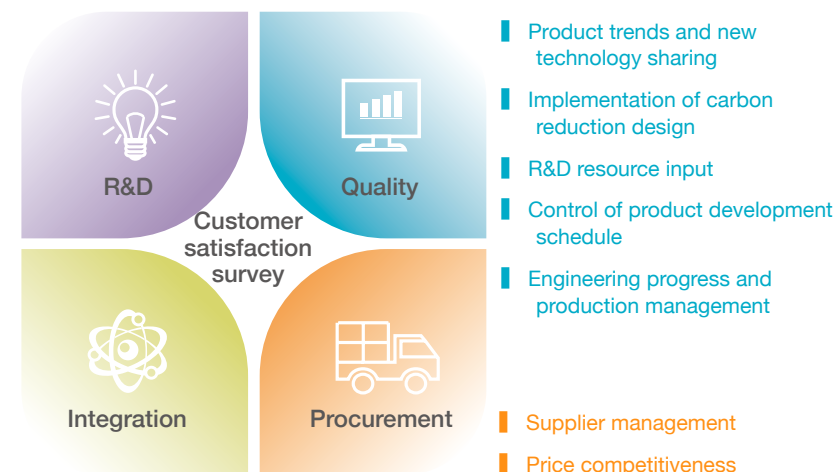 R&D
Quality
Customer
satisfaction
survey
Integration
Procurement
Product trends and new
technology sharing
Implementation of carbon
reduction design
R&D resource input
Control of product development
schedule
Engineering progress and
production management
Supplier management
Price competitiveness